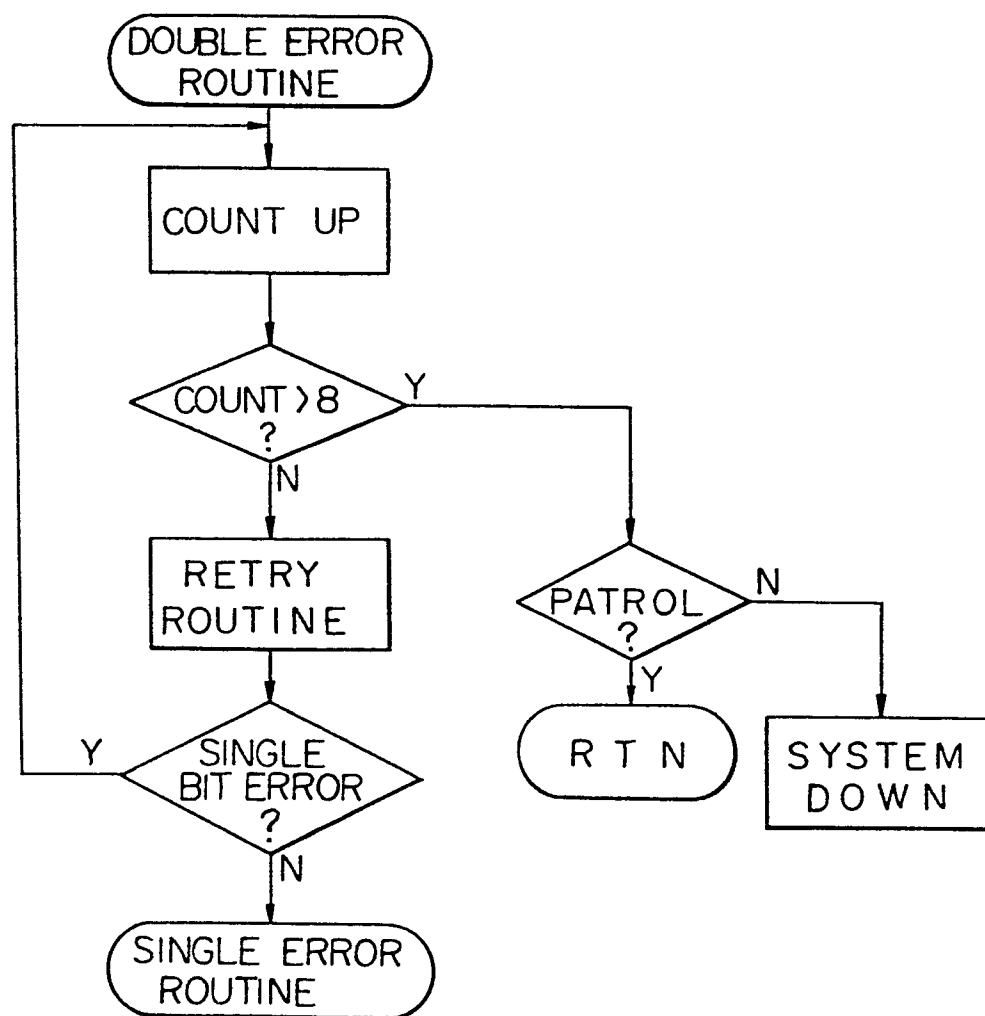 DOUBLE ERROR
ROUTINE
COUNT UP
COUNT>8
?
Y
N
RETRY
ROUTINE
PATROL
?
N
Y
SINGLE
BIT ERROR
?
Y
N
R T N
SYSTEM
DOWN
SINGLE ERROR
ROUTINE